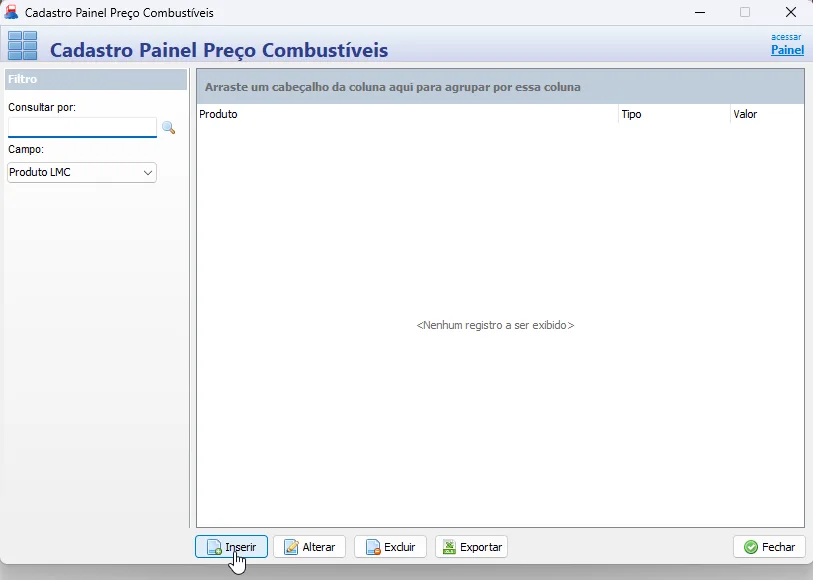 Cadastro Painel Preço Combustíveis
Cadastro Painel Preço Combustíveis
acessar
Painel
Filtro
Consultar por:
Campo:
Produto LMC
Arraste um cabeçalho da coluna aqui para agrupar por essa coluna
Produto Tipo Valor
<Nenhum registro a ser exibido>
Inserir Alterar Excluir Exportar Fechar